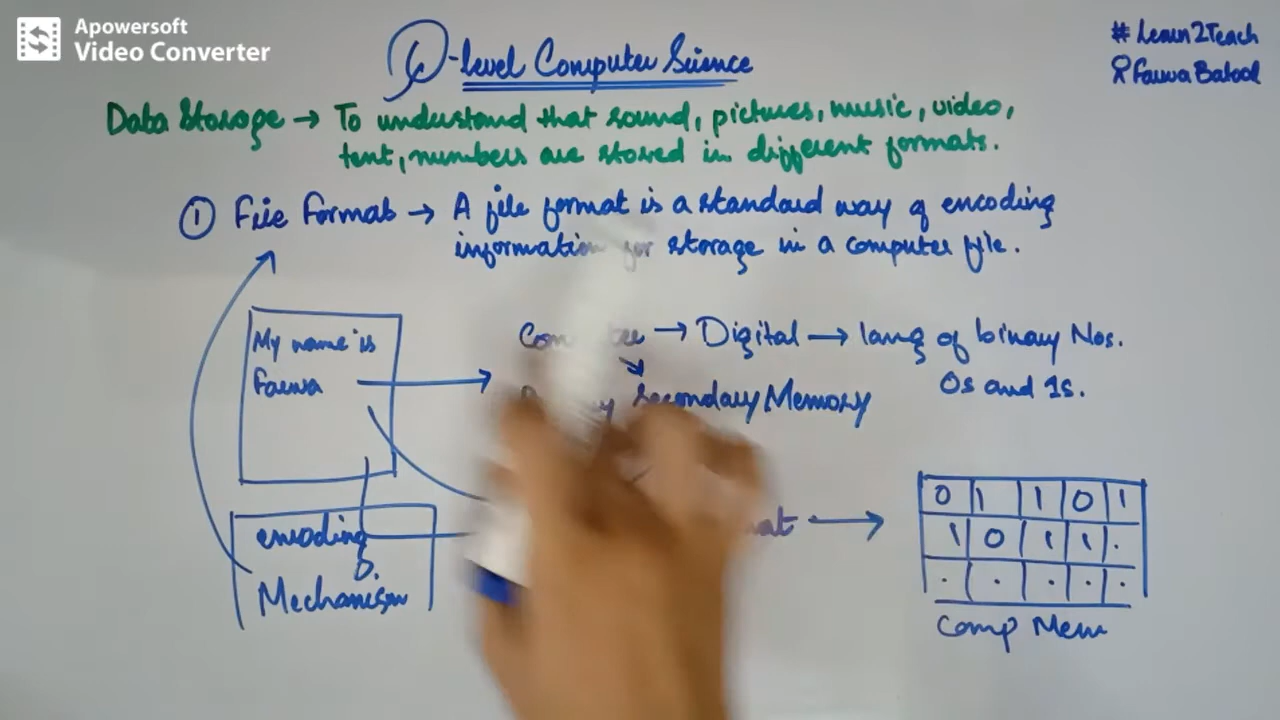 Apowersoft
Video Converter
O-level Computer Science
# Learn2Teach
Fauwa Batool
Data Storage → To understand that sound, pictures, music, video,
text, numbers are stored in different formats.
① File Format → A file format is a standard way of encoding
information for storage in a computer file.
My name is
Fauwa
→ Digital → lang of binary Nos.
0s and 1s.
Secondary Memory
encoding
Mechanism
0 1 1 0 1
1 0 1 1 .
. . . . .
Comp Mem